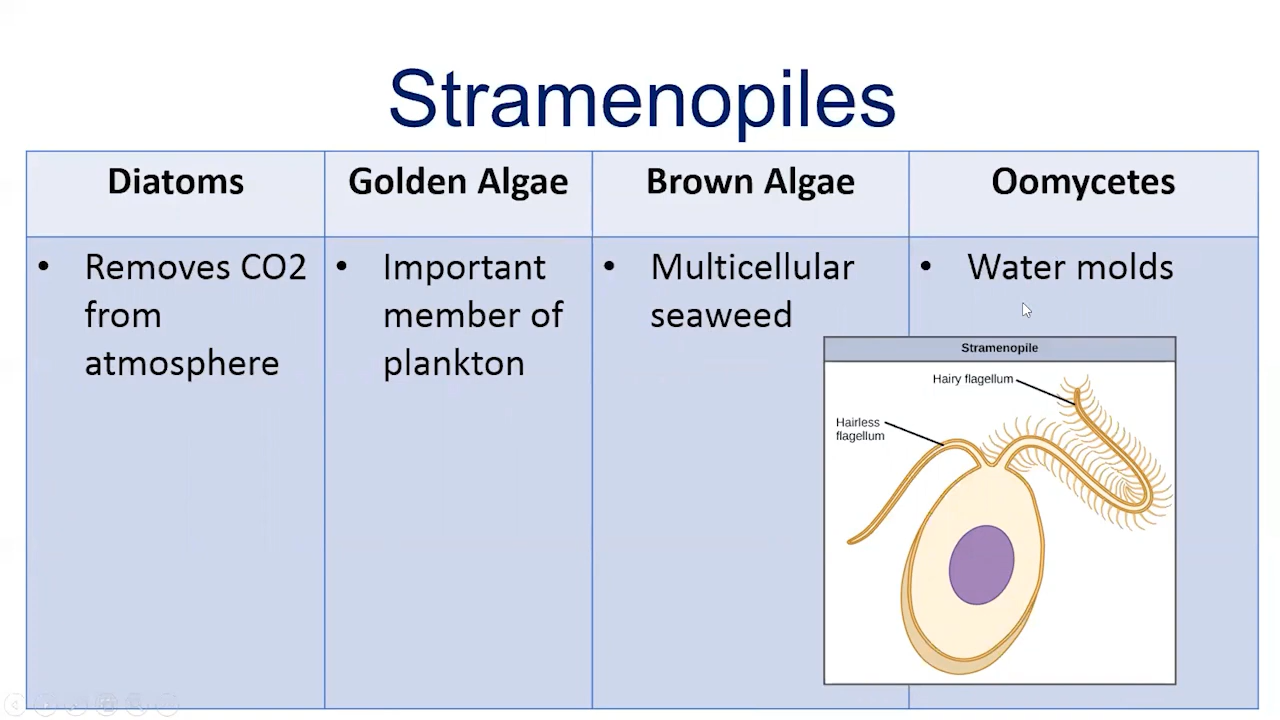 Stramenopiles
Diatoms
Golden Algae
Brown Algae
Oomycetes
• Removes CO2
from
atmosphere
• Important
member of
plankton
• Multicellular
seaweed
• Water molds
Stramenopile
Hairy flagellum
Hairless
flagellum